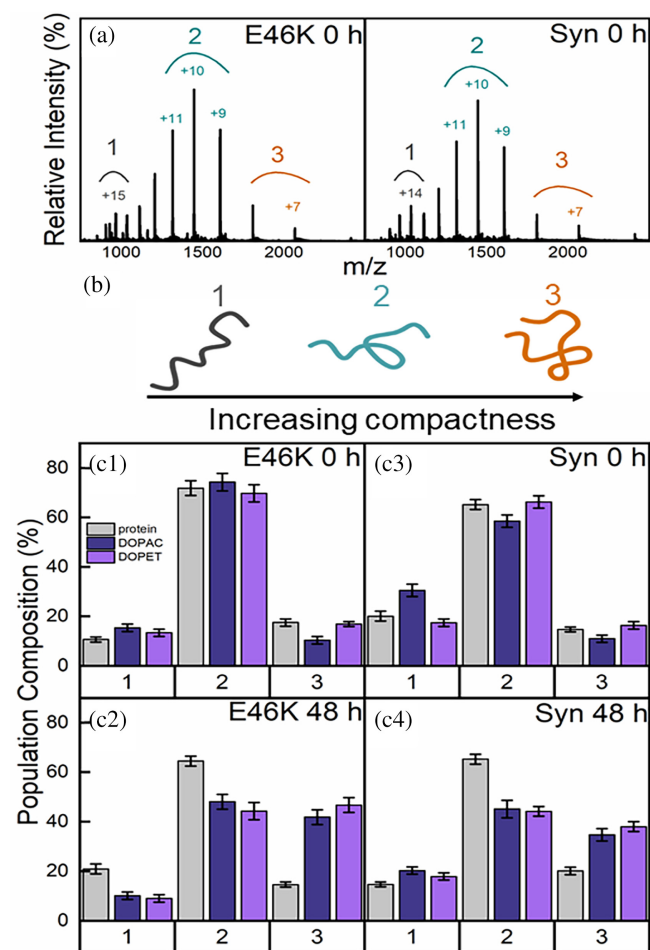 (a)
E46K 0 h
Syn 0 h
Relative Intensity (%)
2
+10
+11
+9
1
+15
3
+7
2
+10
+11
+9
1
+14
3
+7
1000
1500
2000
1000
1500
2000
m/z
(b)
1
2
3
Increasing compactness
(c1)
E46K 0 h
(c3)
Syn 0 h
Population Composition (%)
80
60
40
20
0
protein
DOPAC
DOPET
1
2
3
1
2
3
(c2)
E46K 48 h
(c4)
Syn 48 h
80
60
40
20
0
1
2
3
1
2
3